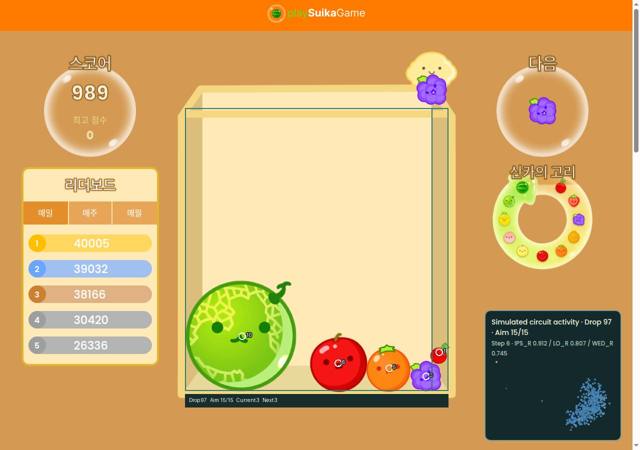 playSuikaGame
스코어
989
최고 점수
0
다음
신카의 고리
리더보드
매일 매주 매월
1 40005
2 39032
3 38166
4 30420
5 26336
Simulated circuit activity · Drop 97
· Aim 15/15
Step 6 · IPS_R 0.912 / LO_R 0.807 / WED_R
0.745
Drop97 Aim 15/15 Current3 Next3